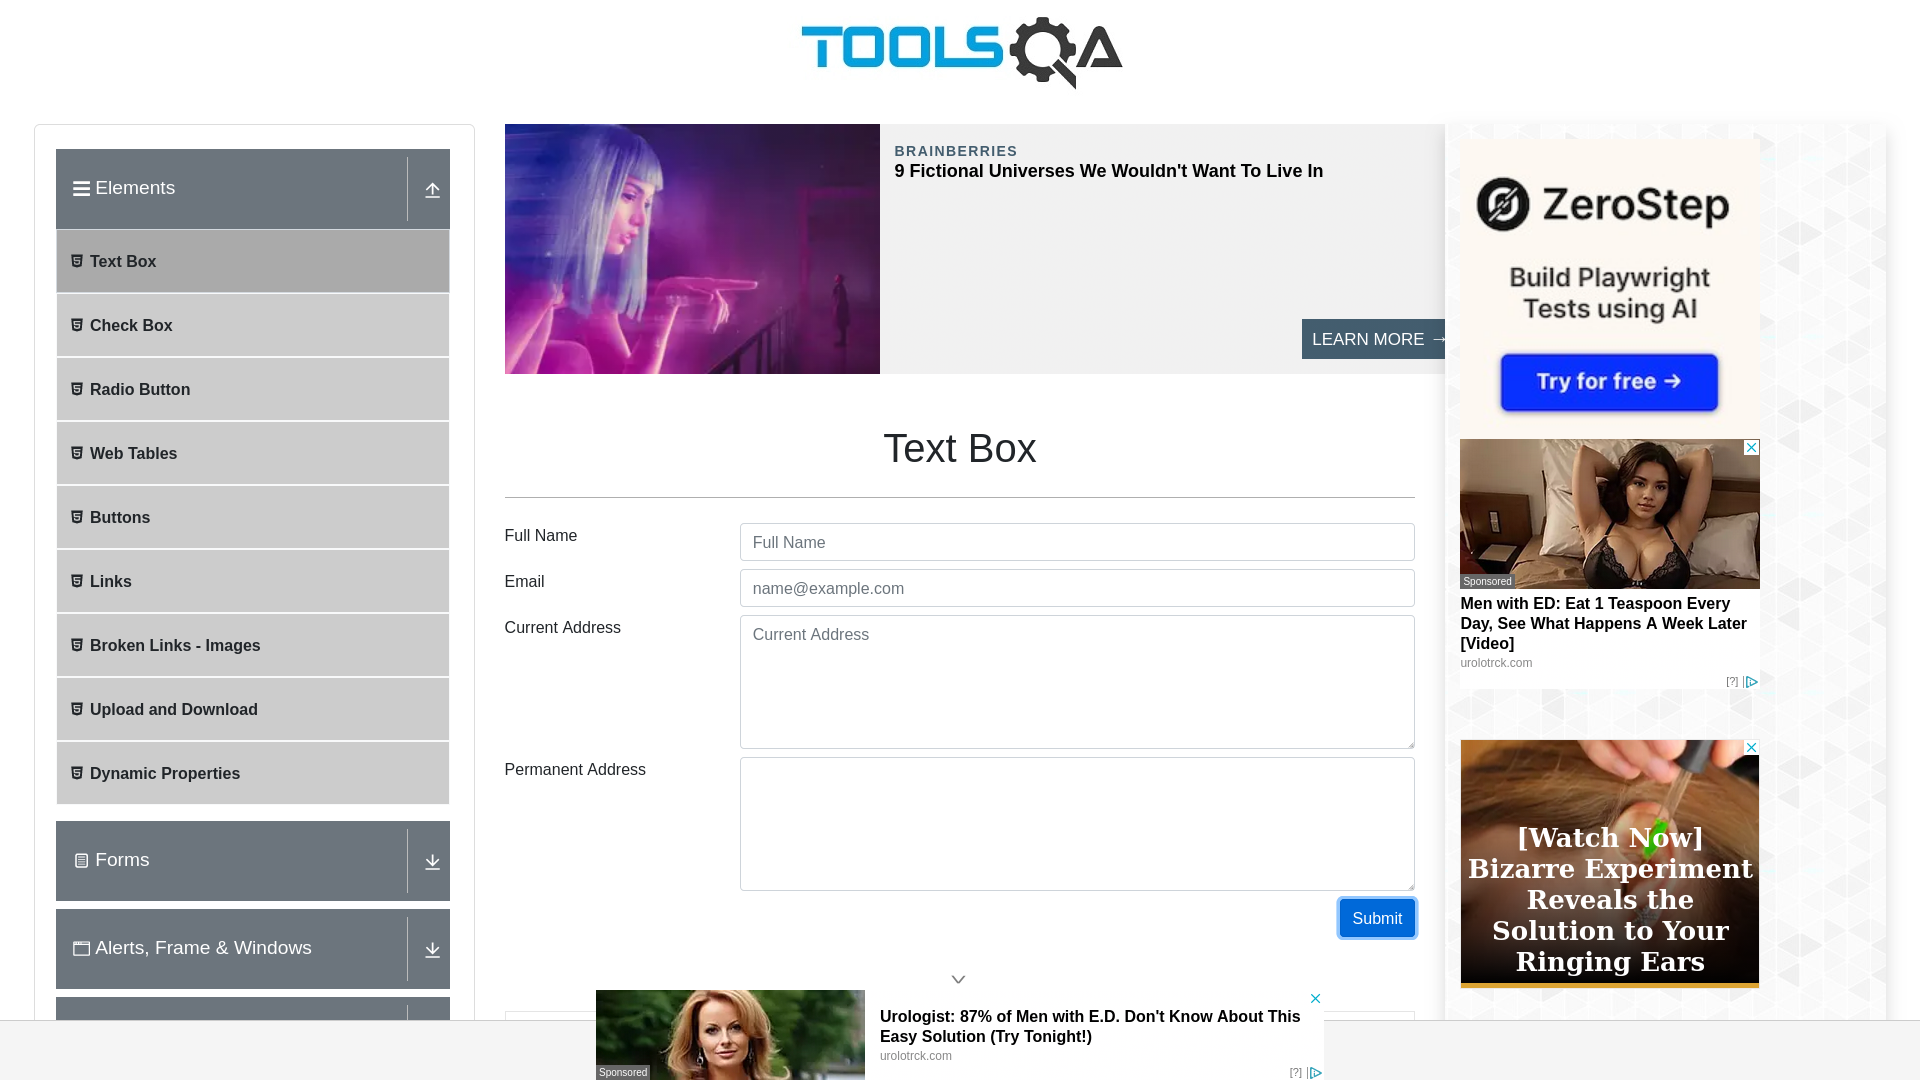 TOOLSQA
Elements
Text Box
Check Box
Radio Button
Web Tables
Buttons
Links
Broken Links - Images
Upload and Download
Dynamic Properties
Forms
Alerts, Frame & Windows
BRAINBERRIES
9 Fictional Universes We Wouldn't Want To Live In
LEARN MORE →
Text Box
Full Name
Full Name
Email
name@example.com
Current Address
Current Address
Permanent Address
Submit
ZeroStep
Build Playwright
Tests using AI
Try for free →
Sponsored
Men with ED: Eat 1 Teaspoon Every
Day, See What Happens A Week Later
[Video]
urolotrck.com
[?]
[Watch Now]
Bizarre Experiment
Reveals the
Solution to Your
Ringing Ears
Sponsored
Urologist: 87% of Men with E.D. Don't Know About This
Easy Solution (Try Tonight!)
urolotrck.com
[?]